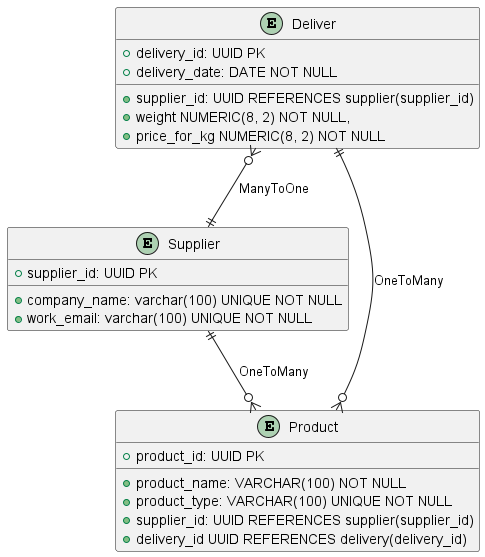 E Deliver
delivery_id: UUID PK
delivery_date: DATE NOT NULL
supplier_id: UUID REFERENCES supplier(supplier_id)
weight NUMERIC(8, 2) NOT NULL,
price_for_kg NUMERIC(8, 2) NOT NULL
ManyToOne
E Supplier
supplier_id: UUID PK
company_name: varchar(100) UNIQUE NOT NULL
work_email: varchar(100) UNIQUE NOT NULL
OneToMany
OneToMany
E Product
product_id: UUID PK
product_name: VARCHAR(100) NOT NULL
product_type: VARCHAR(100) UNIQUE NOT NULL
supplier_id: UUID REFERENCES supplier(supplier_id)
delivery_id UUID REFERENCES delivery(delivery_id)